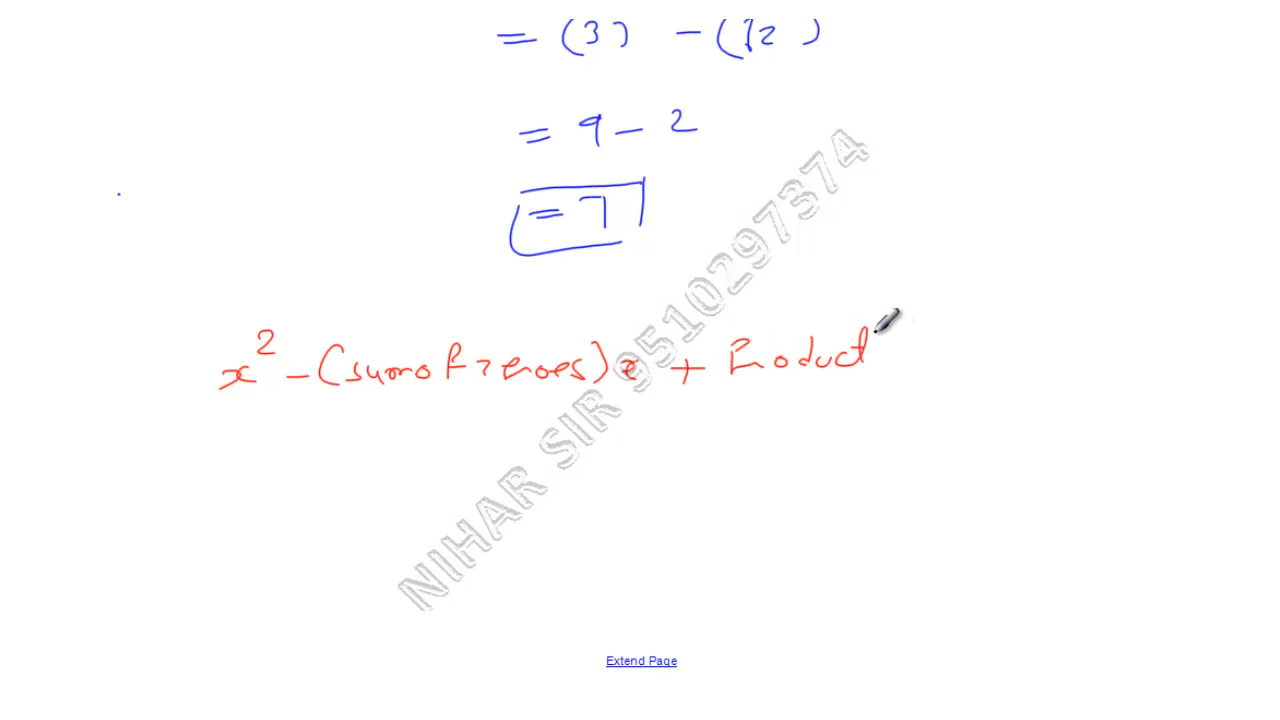 = (3) - (√2)
= 9 - 2
= 7
x² - (sum of zeroes)x + Product
NIHAR SIR 9510297374
Extend Page